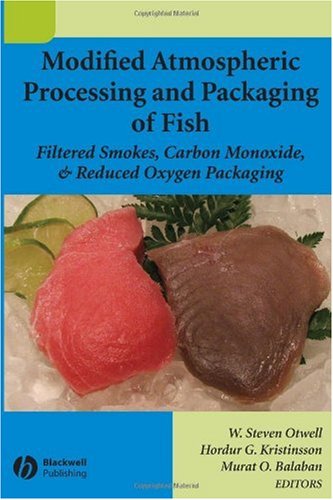 Modified Atmospheric
Processing and Packaging
of Fish
Filtered Smokes, Carbon Monoxide,
& Reduced Oxygen Packaging
W. Steven Otwell
Hordur G. Kristinsson
Murat O. Balaban
EDITORS
Blackwell
Publishing